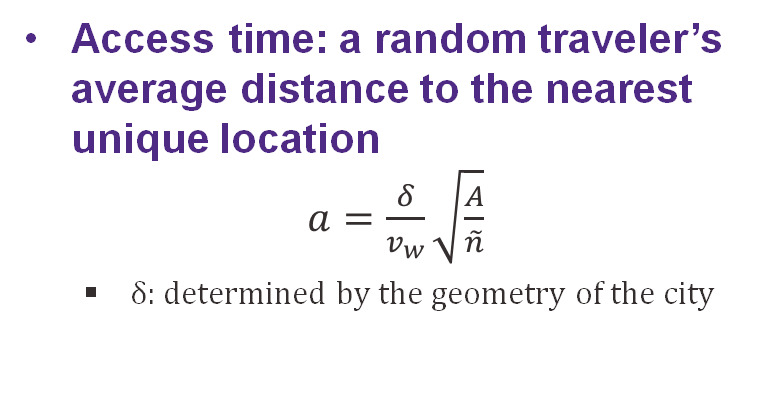 • Access time: a random traveler's
average distance to the nearest
unique location
a = δ/v_w √(A/ñ)
▪ δ: determined by the geometry of the city